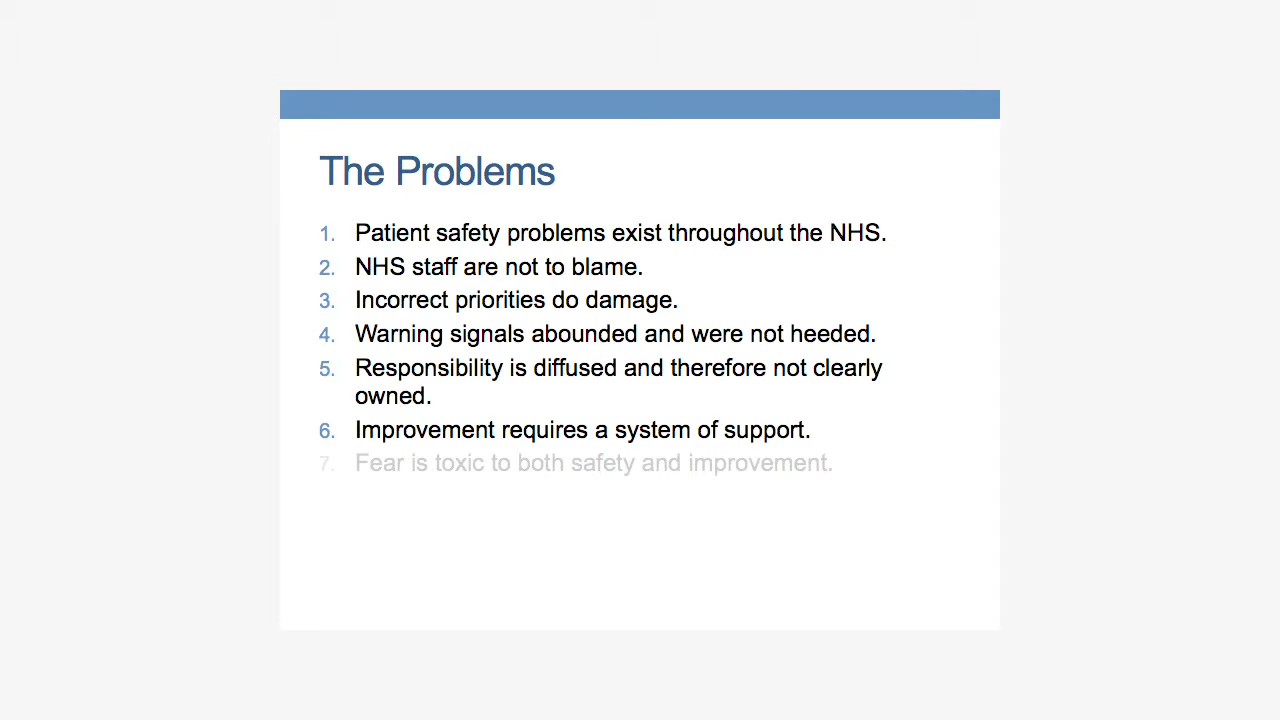 The Problems
1. Patient safety problems exist throughout the NHS.
2. NHS staff are not to blame.
3. Incorrect priorities do damage.
4. Warning signals abounded and were not heeded.
5. Responsibility is diffused and therefore not clearly
owned.
6. Improvement requires a system of support.
7. Fear is toxic to both safety and improvement.